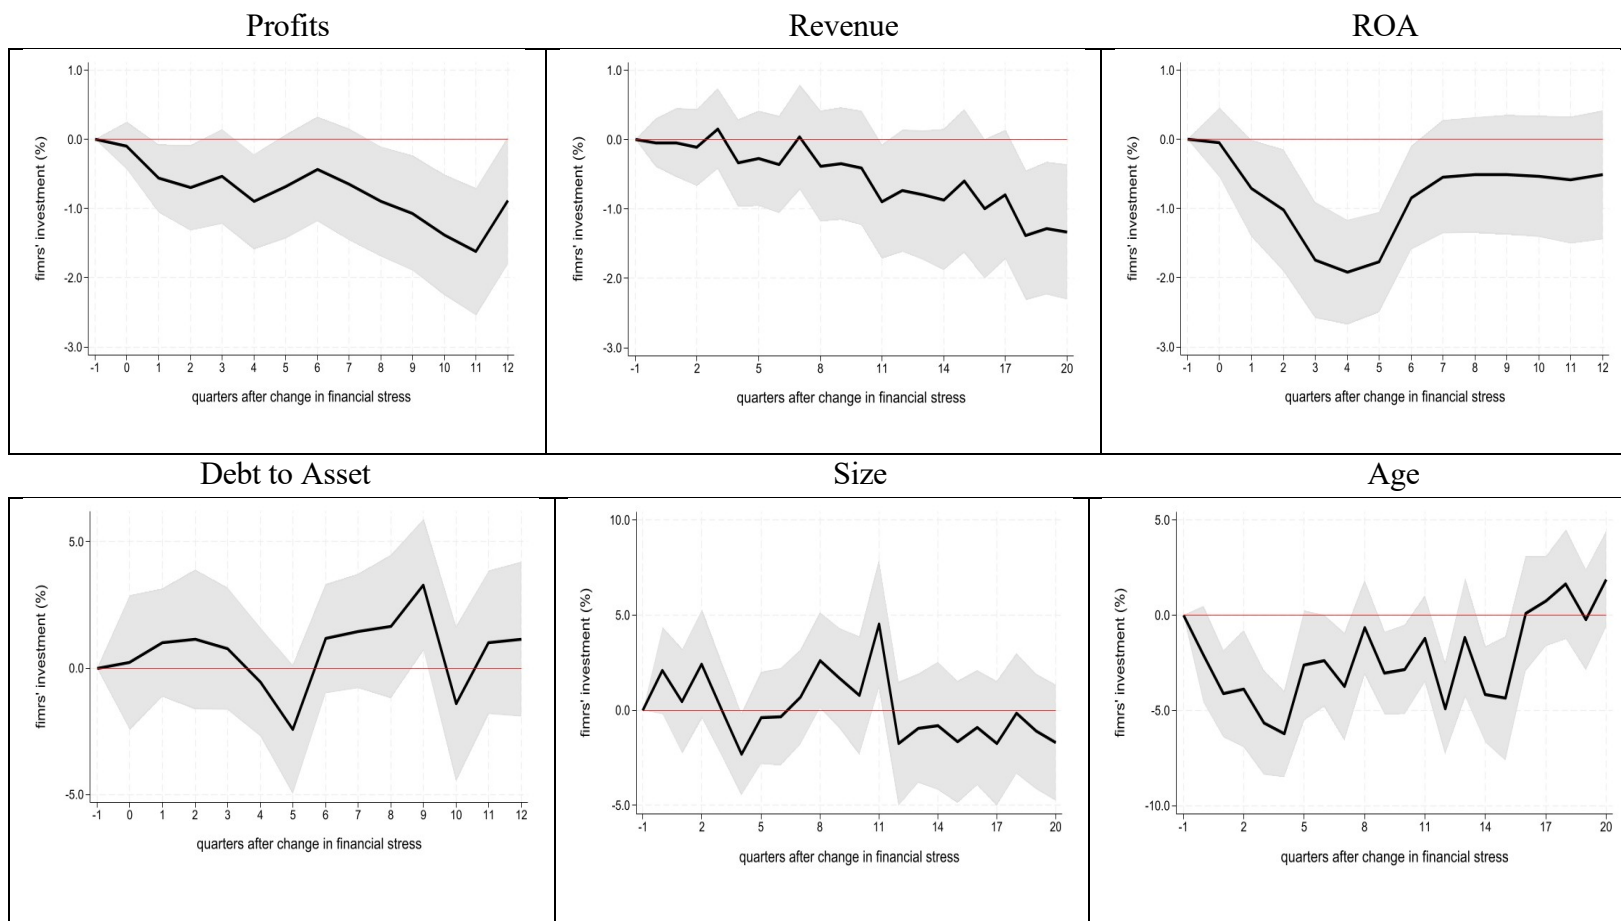 Profits
Revenue
ROA
1.0
0.0
-1.0
-2.0
-3.0
fimrs' investment (%)
-1 0 1 2 3 4 5 6 7 8 9 10 11 12
quarters after change in financial stress
1.0
0.0
-1.0
-2.0
-3.0
fimrs' investment (%)
-1 2 5 8 11 14 17 20
quarters after change in financial stress
1.0
0.0
-1.0
-2.0
-3.0
fimrs' investment (%)
-1 0 1 2 3 4 5 6 7 8 9 10 11 12
quarters after change in financial stress
Debt to Asset
Size
Age
5.0
0.0
-5.0
fimrs' investment (%)
-1 0 1 2 3 4 5 6 7 8 9 10 11 12
quarters after change in financial stress
10.0
5.0
0.0
-5.0
fimrs' investment (%)
-1 2 5 8 11 14 17 20
quarters after change in financial stress
5.0
0.0
-5.0
-10.0
fimrs' investment (%)
-1 2 5 8 11 14 17 20
quarters after change in financial stress